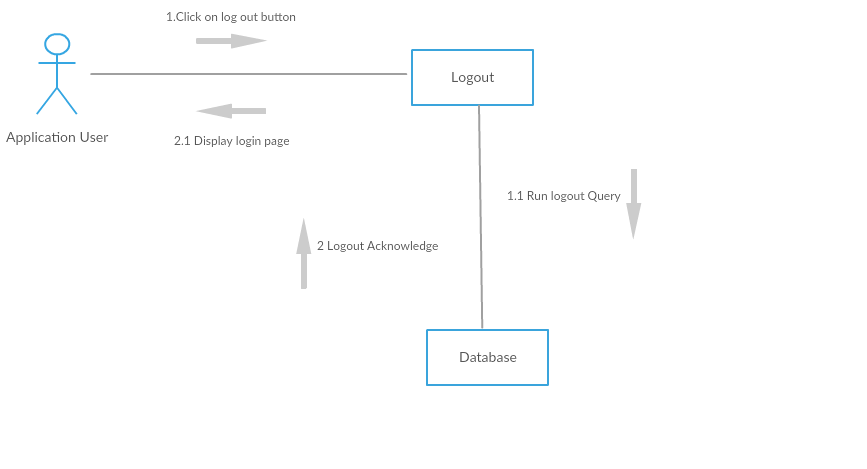 1.Click on log out button
Logout
Application User
2.1 Display login page
1.1 Run logout Query
2 Logout Acknowledge
Database